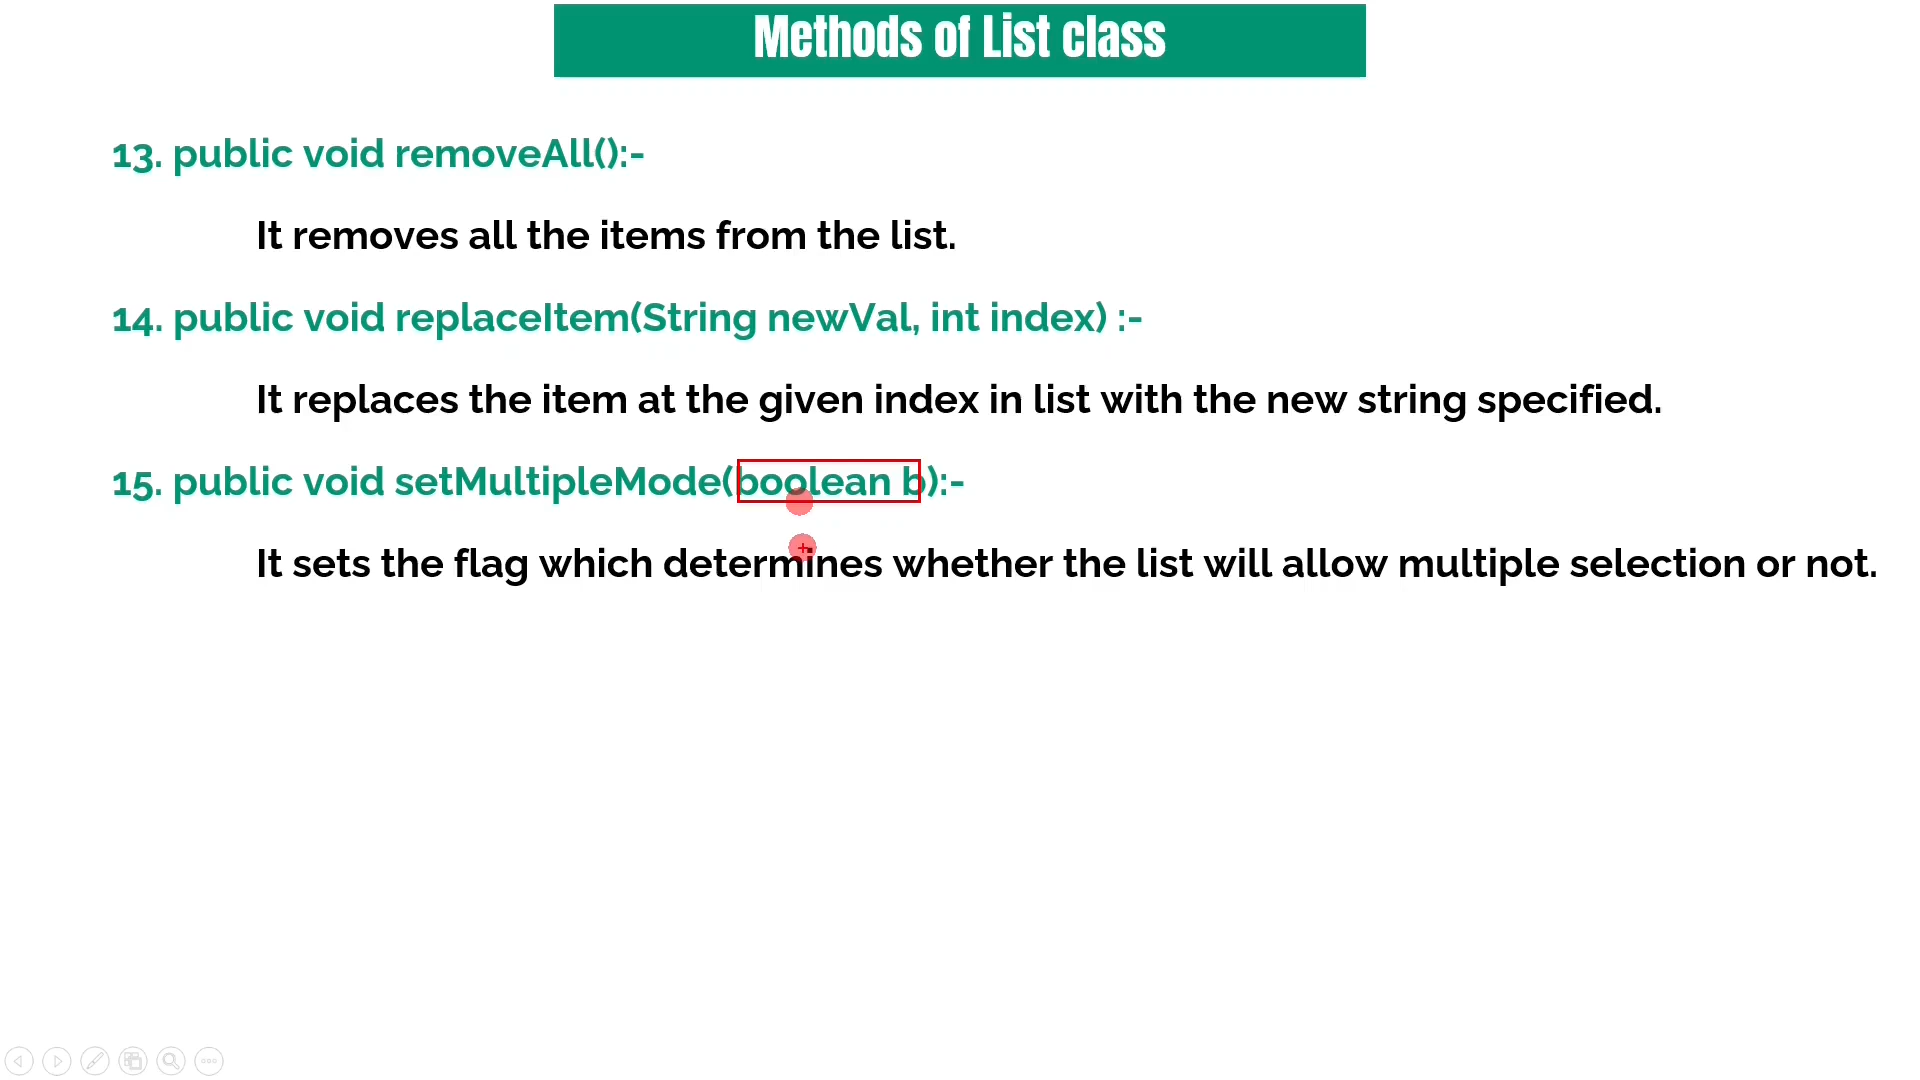 Methods of List class
13. public void removeAll():-
It removes all the items from the list.
14. public void replaceItem(String newVal, int index) :-
It replaces the item at the given index in list with the new string specified.
15. public void setMultipleMode(boolean b):-
It sets the flag which determines whether the list will allow multiple selection or not.